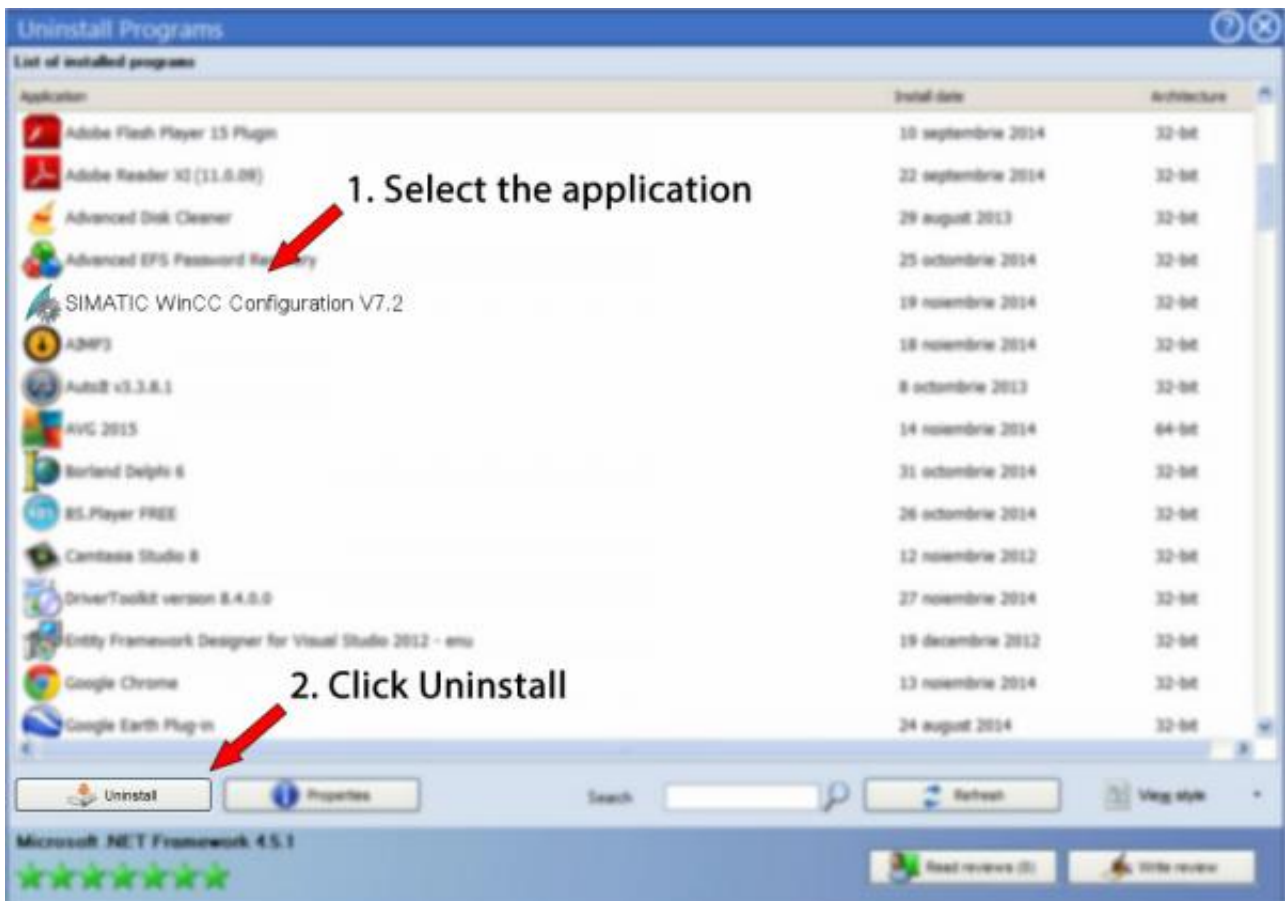 Uninstall Programs
List of installed programs
Application Install date Architecture
Adobe Flash Player 15 Plugin 10 septembrie 2014 32-bit
Adobe Reader XI (11.0.09) 22 septembrie 2014 32-bit
1. Select the application
Advanced Disk Cleaner 29 august 2013 32-bit
Advanced EFS Password Recovery 25 octombrie 2014 32-bit
SIMATIC WinCC Configuration V7.2 19 noiembrie 2014 32-bit
AIMP3 18 noiembrie 2014 32-bit
AutoIt v3.3.8.1 8 octombrie 2013 32-bit
AVG 2015 14 noiembrie 2014 64-bit
Borland Delphi 6 31 octombrie 2014 32-bit
BS.Player FREE 26 octombrie 2014 32-bit
Camtasia Studio 8 12 noiembrie 2012 32-bit
DriverToolkit version 8.4.0.0 27 noiembrie 2014 32-bit
Entity Framework Designer for Visual Studio 2012 - enu 19 decembrie 2012 32-bit
Google Chrome 13 noiembrie 2014 32-bit
2. Click Uninstall
Google Earth Plug-in 24 august 2014 32-bit
Uninstall Properties Search Refresh View style
Microsoft .NET Framework 4.5.1
Read reviews (0) Write review